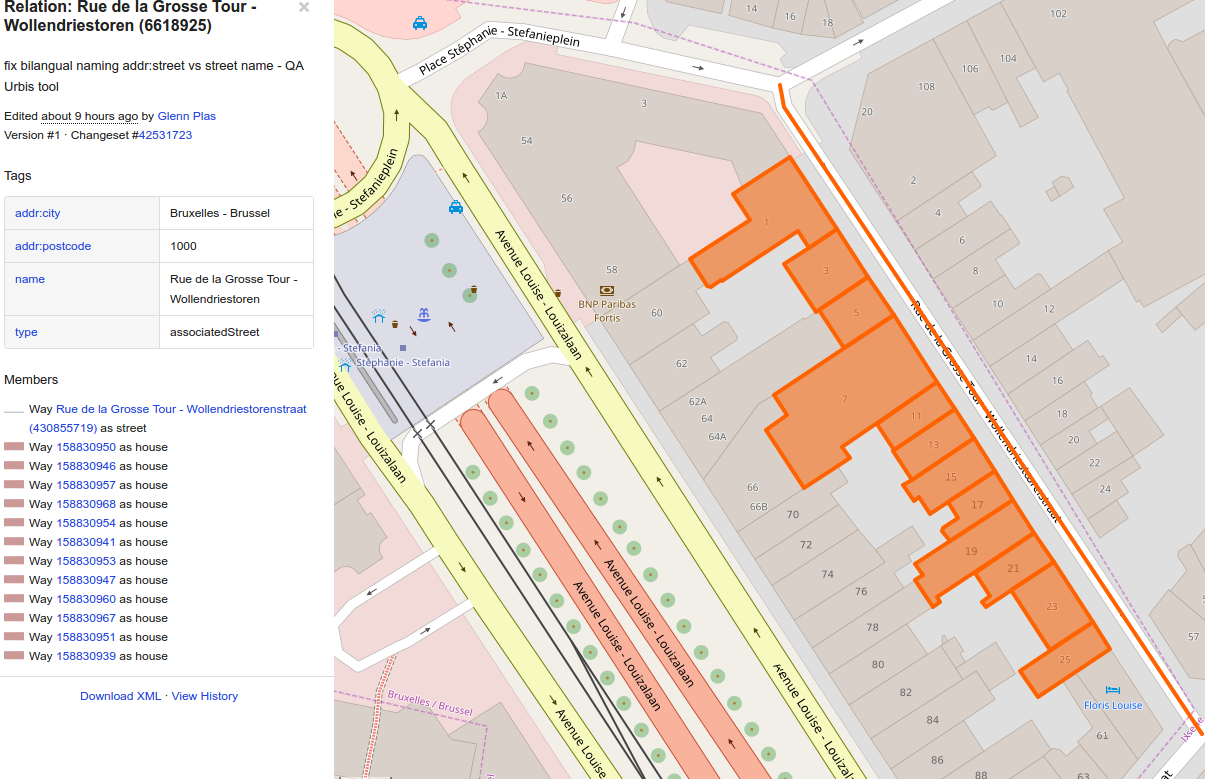 Relation: Rue de la Grosse Tour -
Wollendriestoren (6618925)
×
fix bilangual naming addr:street vs street name - QA
Urbis tool
Edited about 9 hours ago by Glenn Plas
Version #1 · Changeset #42531723
Tags
addr:city Bruxelles - Brussel
addr:postcode 1000
name Rue de la Grosse Tour -
Wollendriestoren
type associatedStreet
Members
Way Rue de la Grosse Tour - Wollendriestorenstraat
(430855719) as street
Way 158830950 as house
Way 158830946 as house
Way 158830957 as house
Way 158830968 as house
Way 158830954 as house
Way 158830941 as house
Way 158830953 as house
Way 158830947 as house
Way 158830960 as house
Way 158830967 as house
Way 158830951 as house
Way 158830939 as house
Download XML · View History
Place Stéphanie - Stefanieplein
14
16
18
102
104
106
108
20
1A
3
54
56
58
60
62
62A
64
64A
66
66B
70
72
74
76
78
80
82
84
86
88
2
4
6
8
10
12
14
16
18
20
22
24
1
3
5
7
11
13
15
17
19
21
23
25
57
61
63
e - Stefanieplein
Avenue Louise - Louizalaan
BNP Paribas
Fortis
- Stefania
Stéphanie - Stefania
nue Louise - Louizalaan
Rue de la Grosse Tour - Wollendriestorenstraat
Avenue Louise - Louizalaan
Avenue Louise - Louizalaan
Avenue Louise - Louizalaan
Avenue Louise
Bruxelles / Brussel
Floris Louise
Ixelle
at